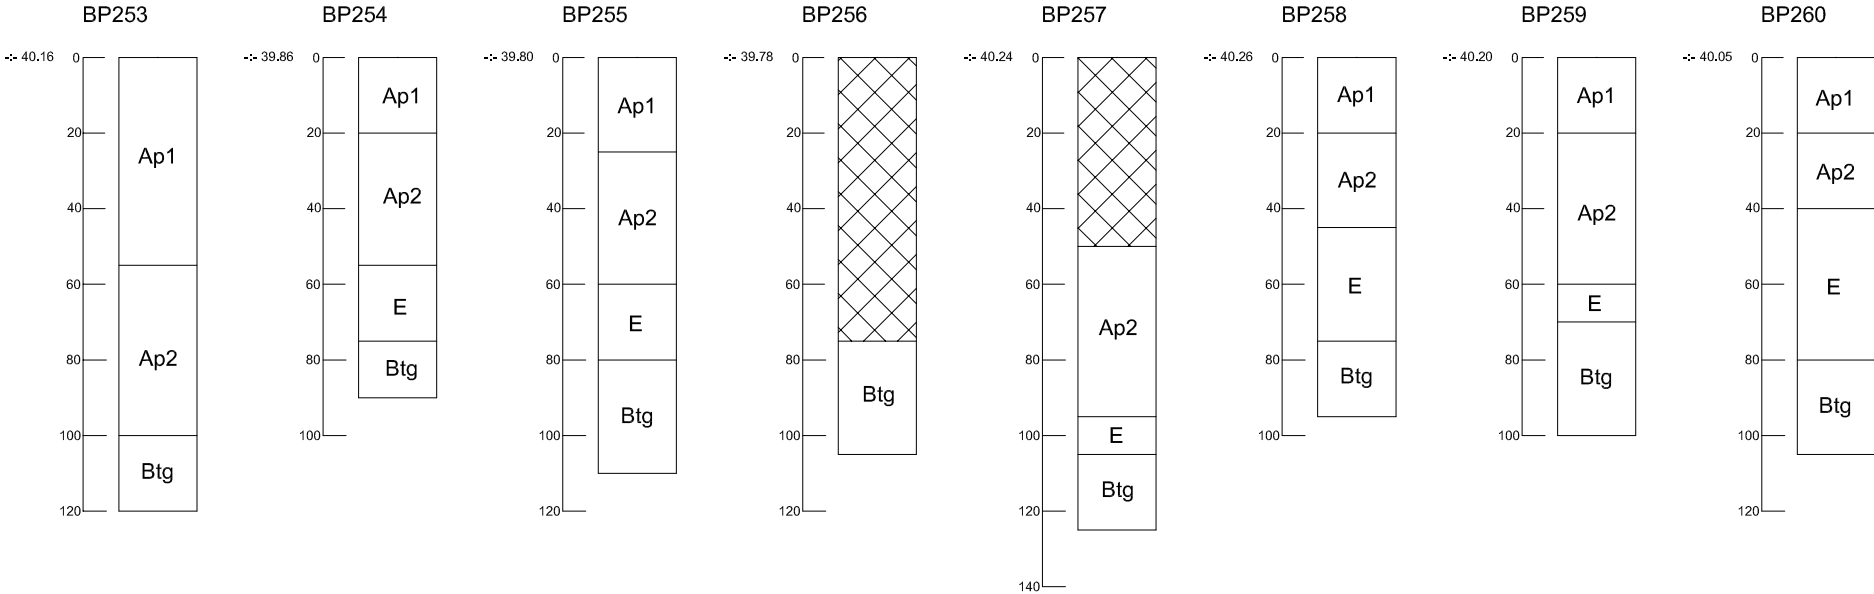 BP253 BP254 BP255 BP256 BP257 BP258 BP259 BP260
40.16 0 39.86 0 39.80 0 39.78 0 40.24 0 40.26 0 40.20 0 40.05 0
Ap1 Ap1 Ap1 Ap1 Ap1 Ap1
20 20 20 20 20 20 20 20
Ap2 Ap2 Ap2 Ap2 Ap2
40 40 40 40 40 40 40 40
60 60 60 60 60 60 60 60
E E E E E
Ap2 Ap2
80 80 80 80 80 80 80 80
Btg Btg Btg Btg Btg Btg
100 100 100 100 100 100 100 100
E
Btg Btg
120 120 120 120 120
140